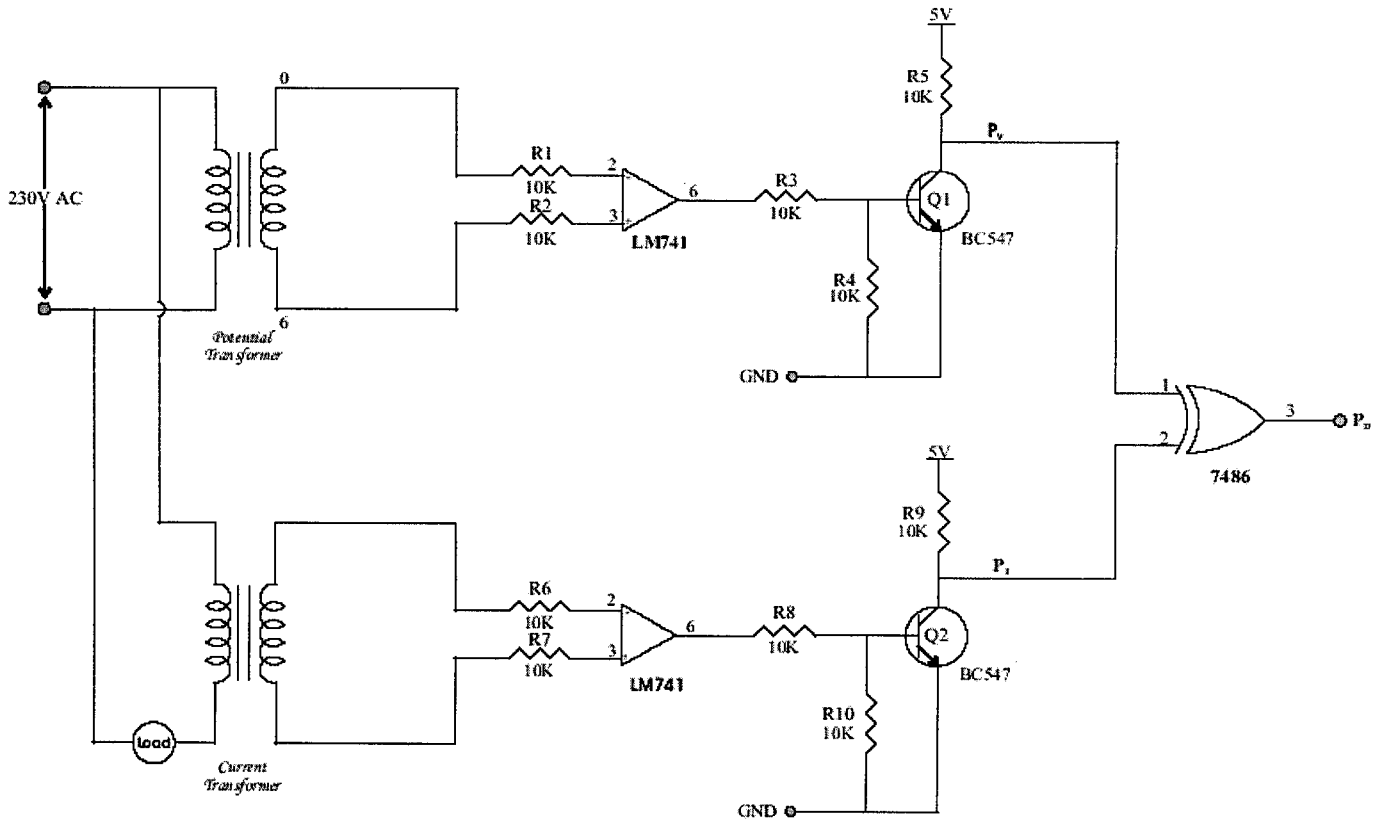 5V
R5
10K
0
Pv
230V AC
R1
10K
2
-
R2
10K
3
+
LM741
6
R3
10K
Q1
BC547
R4
10K
6
Potential
Transformer
GND
1
2
3
7486
5V
R9
10K
PI
R6
10K
2
-
R7
10K
3
+
LM741
6
R8
10K
Q2
BC547
R10
10K
Load
Current
Transformer
GND